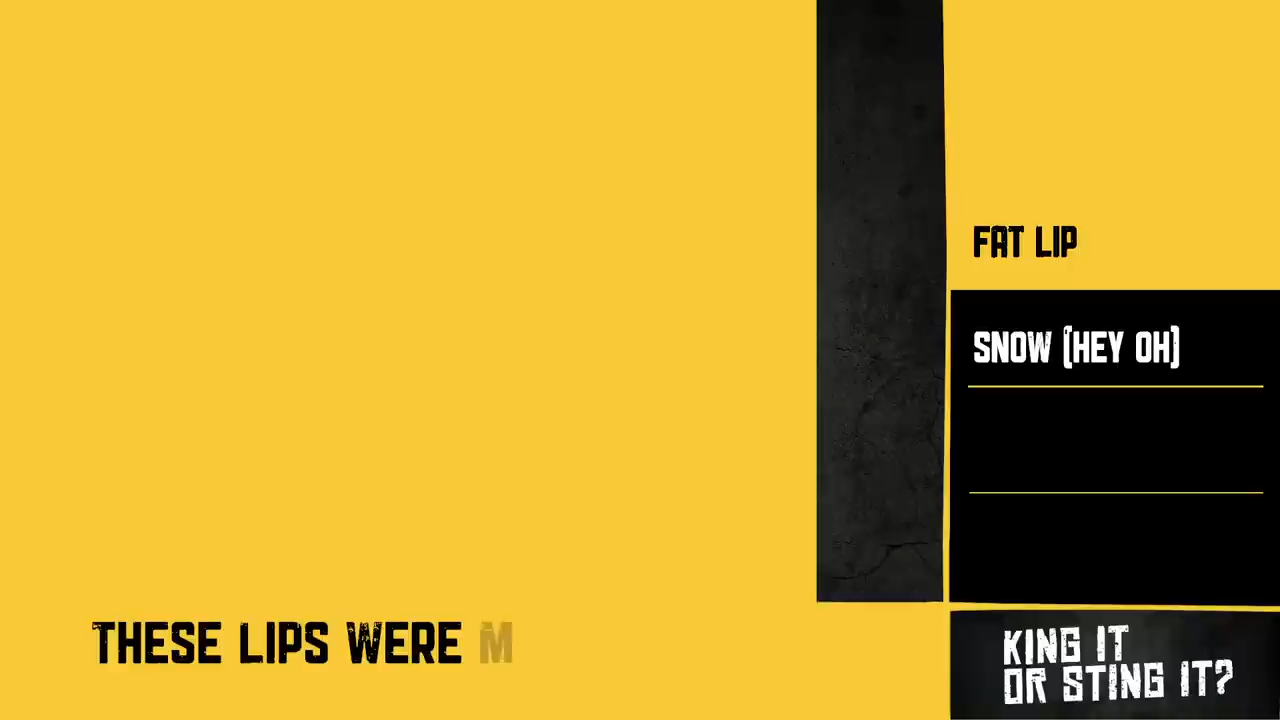 FAT LIP
SNOW (HEY OH)
THESE LIPS WERE M
KING IT
OR STING IT?